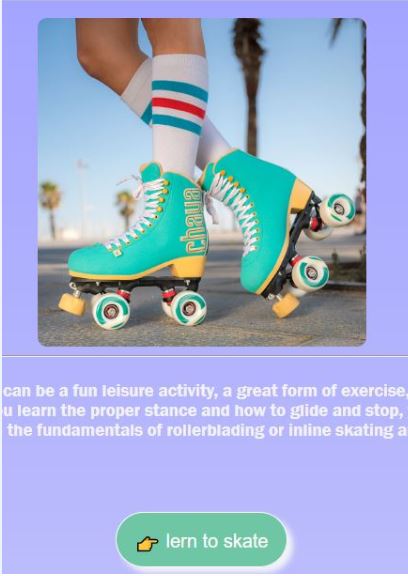 chaya
can be a fun leisure activity, a great form of exercise,
u learn the proper stance and how to glide and stop,
the fundamentals of rollerblading or inline skating a
👉 lern to skate